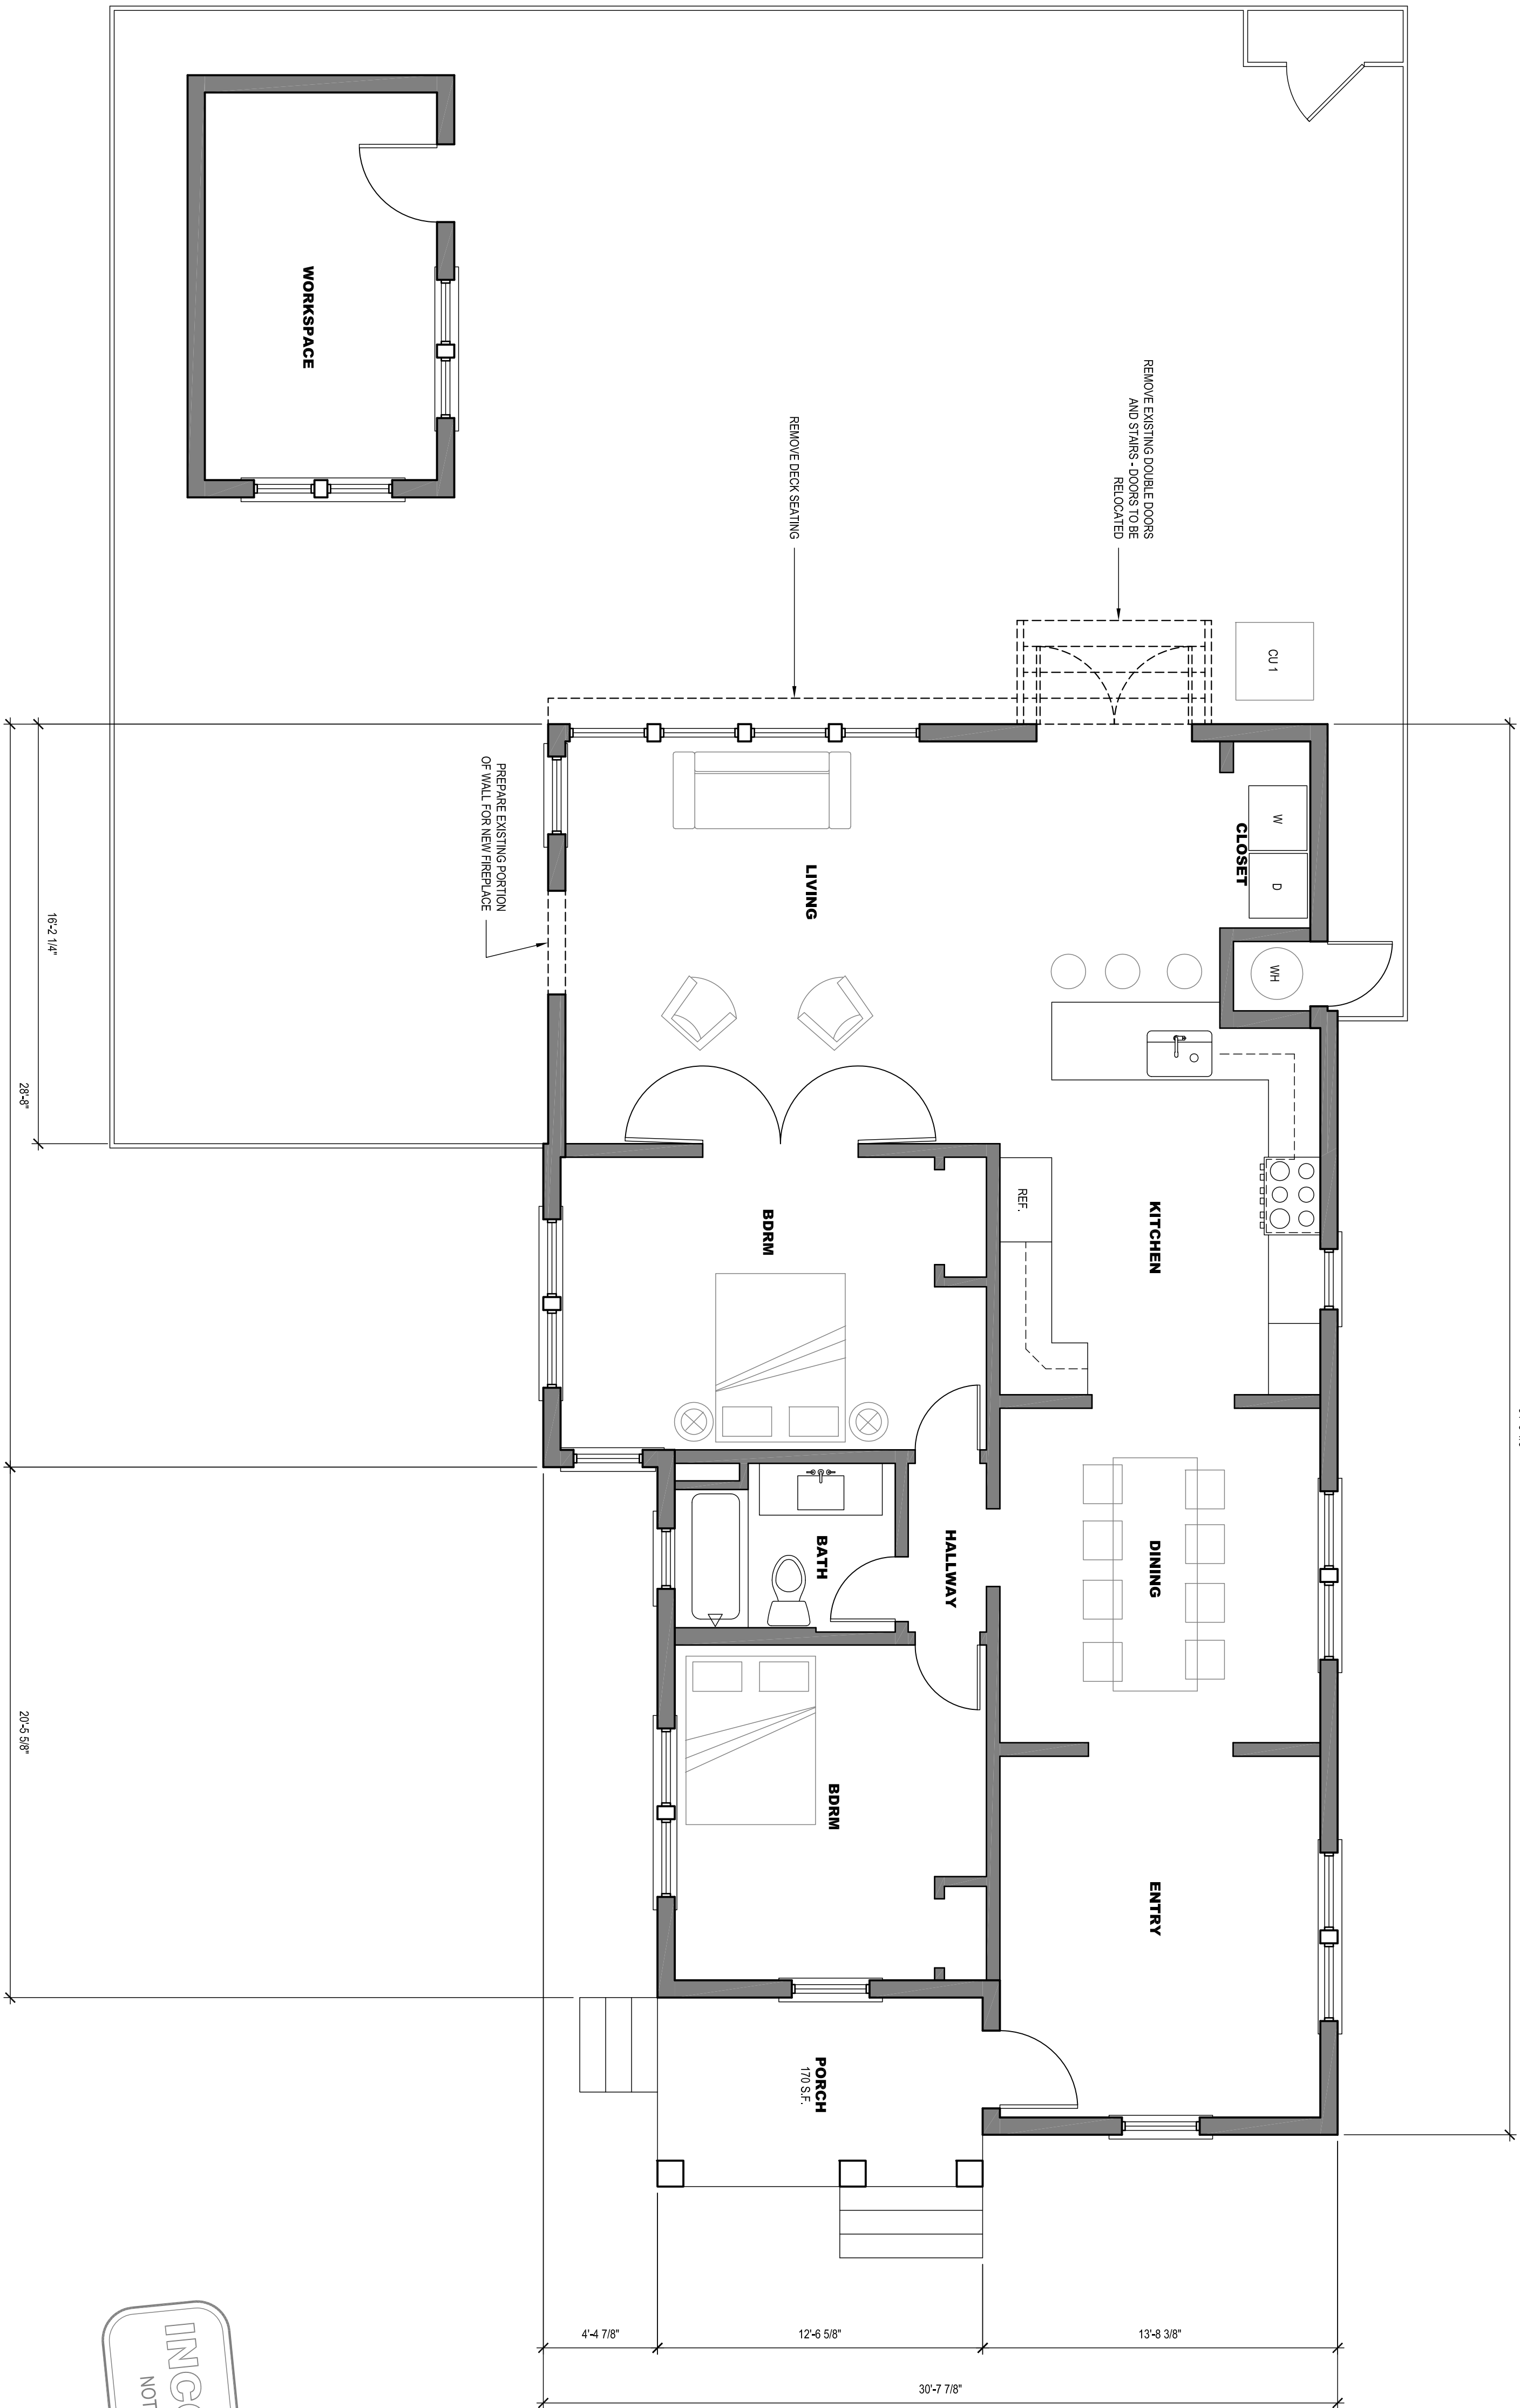 WORKSPACE
REMOVE EXISTING DOUBLE DOORS
AND STAIRS - DOORS TO BE
RELOCATED
REMOVE DECK SEATING
CU 1
PREPARE EXISTING PORTION
OF WALL FOR NEW FIREPLACE
LIVING
CLOSET
W
D
WH
KITCHEN
REF.
BDRM
BATH
HALLWAY
DINING
BDRM
ENTRY
PORCH
170 S.F.
16'-2 1/4"
28'-8"
20'-5 5/8"
4'-4 7/8"
12'-6 5/8"
13'-8 3/8"
30'-7 7/8"
NOT